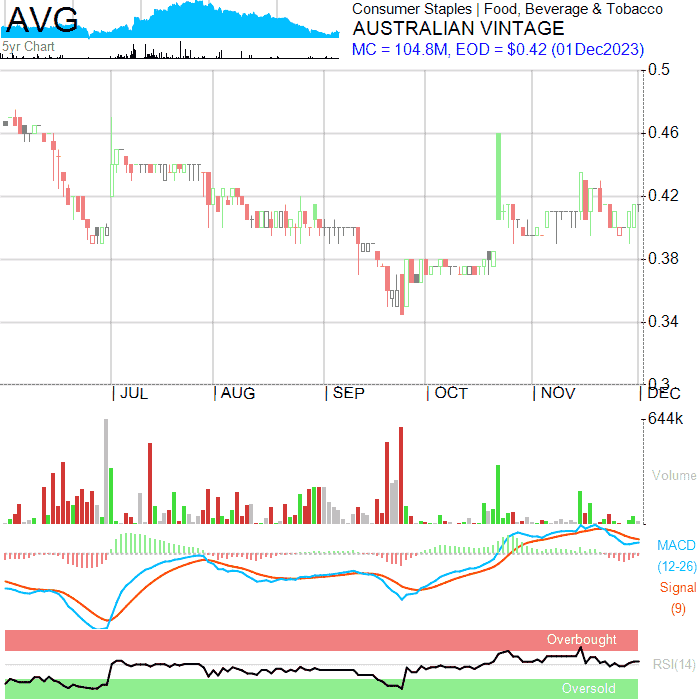 AVG
5yr Chart
Consumer Staples | Food, Beverage & Tobacco
AUSTRALIAN VINTAGE
MC = 104.8M, EOD = $0.42 (01Dec2023)
0.5
0.46
0.42
0.38
0.34
0.3
JUL AUG SEP OCT NOV DEC
644k
Volume
MACD
(12-26)
Signal
(9)
Overbought
RSI(14)
Oversold